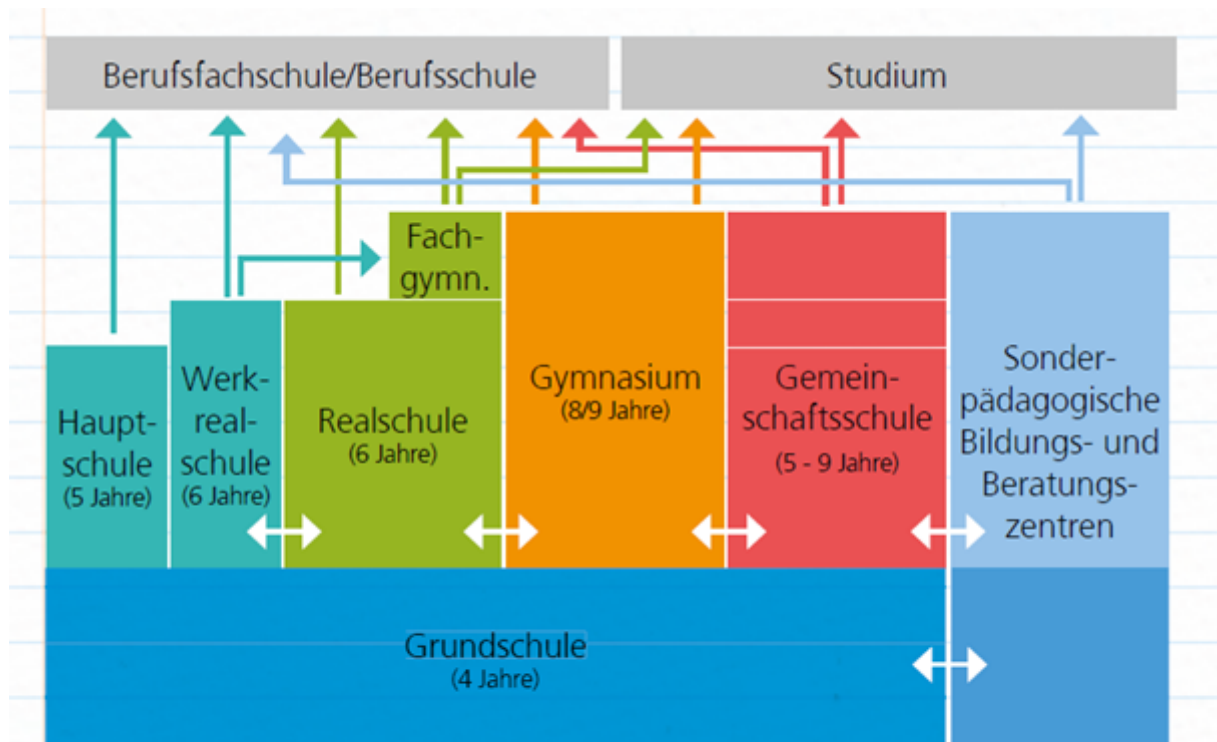 Berufsfachschule/Berufsschule
Studium
Fach-
gymn.
Haupt-
schule
(5 Jahre)
Werk-
real-
schule
(6 Jahre)
Realschule
(6 Jahre)
Gymnasium
(8/9 Jahre)
Gemein-
schaftsschule
(5 - 9 Jahre)
Sonder-
pädagogische
Bildungs- und
Beratungs-
zentren
Grundschule
(4 Jahre)